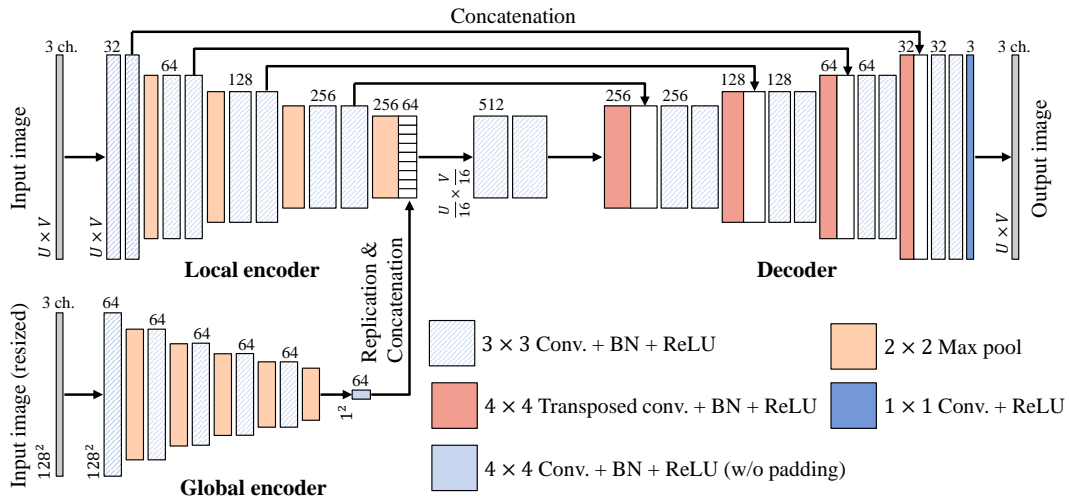 Concatenation
3 ch.
32
64
128
256
256
64
512
256
256
128
128
64
64
32
32
3
3 ch.
Input image
U × V
U × V
U/16 × V/16
U × V
Output image
Local encoder
Decoder
Replication &
Concatenation
Input image (resized)
3 ch.
64
64
64
64
64
64
128²
128²
1²
Global encoder
3 × 3 Conv. + BN + ReLU
2 × 2 Max pool
4 × 4 Transposed conv. + BN + ReLU
1 × 1 Conv. + ReLU
4 × 4 Conv. + BN + ReLU (w/o padding)